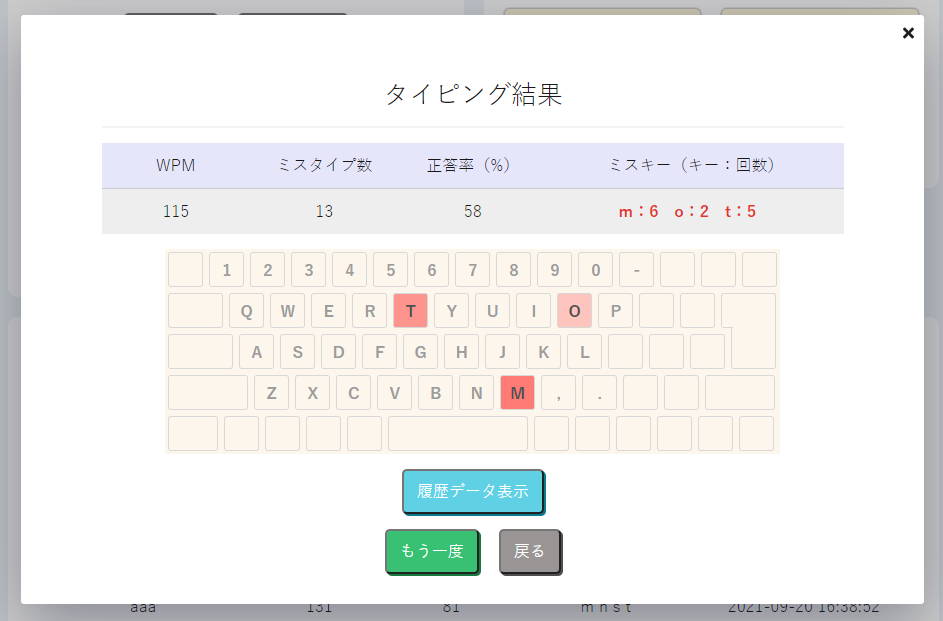 ×
タイピング結果
WPM ミスタイプ数 正答率（%） ミスキー（キー：回数）
115 13 58 m：6 o：2 t：5
1 2 3 4 5 6 7 8 9 0 -
Q W E R T Y U I O P
A S D F G H J K L
Z X C V B N M , .
履歴データ表示
もう一度 戻る
aaa 131 81 m n s t 2021-09-20 16:38:52